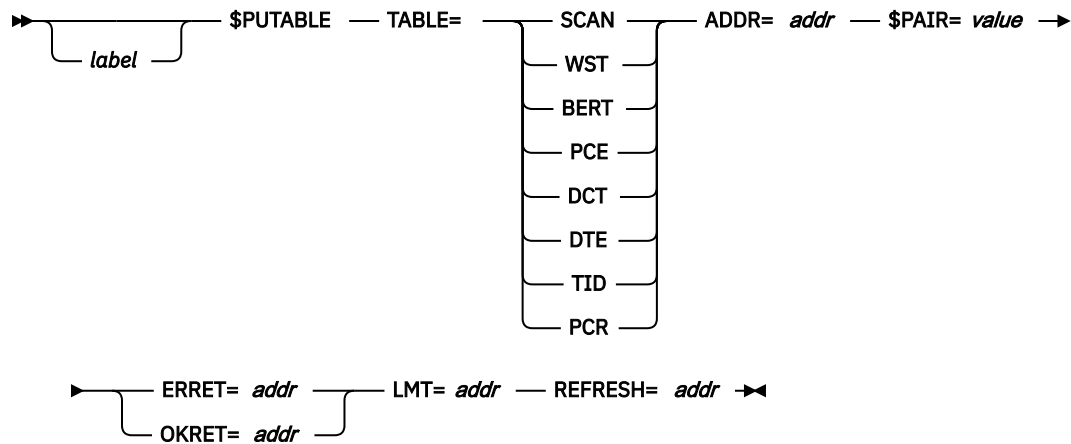 $PUTABLE TABLE= SCAN ADDR= addr $PAIR= value
label
WST
BERT
PCE
DCT
DTE
TID
PCR
ERRET= addr LMT= addr REFRESH= addr
OKRET= addr